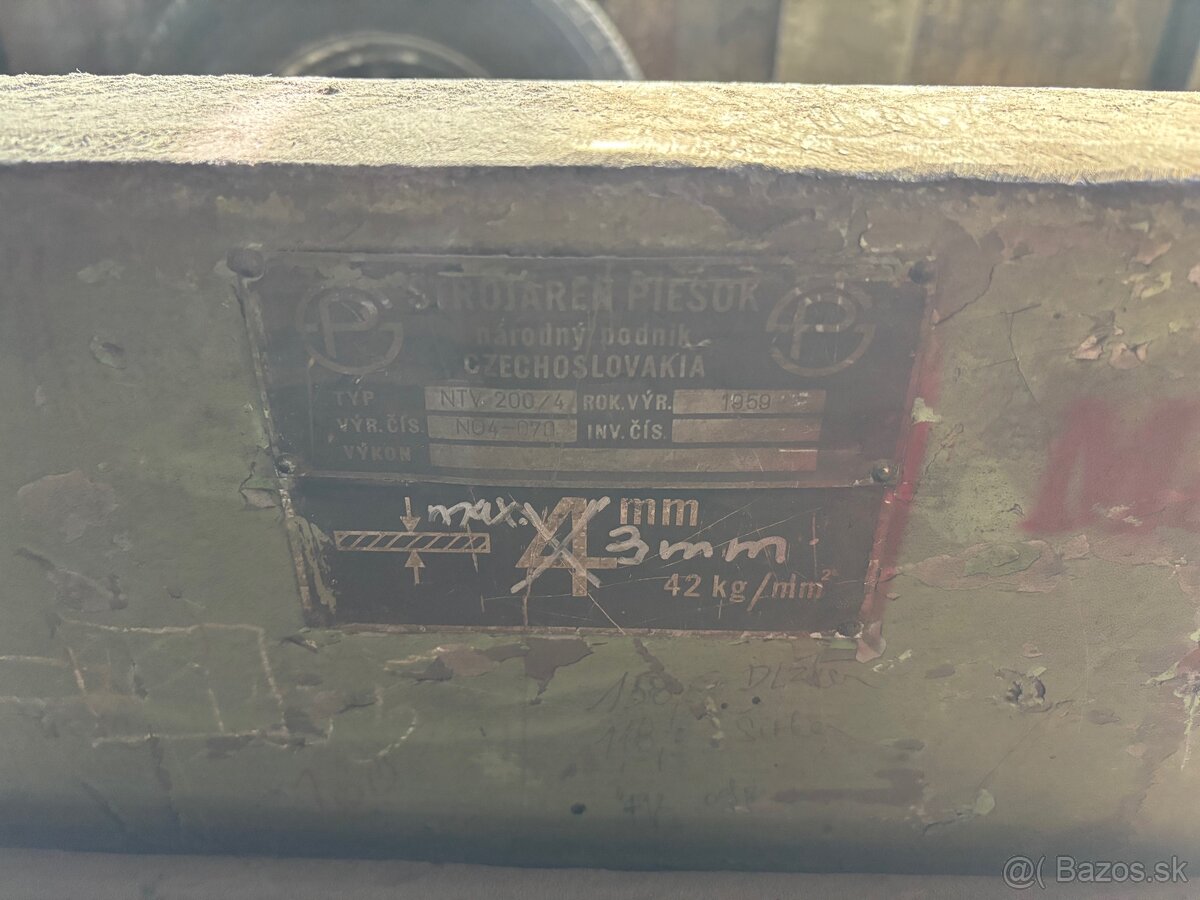 STROJÁREŇ PIESOK
národný podnik
CZECHOSLOVAKIA
TYP NTV 200/4 ROK.VÝR. 1959
VÝR.ČÍS. NO4-070 INV.ČÍS.
VÝKON
max. 4 mm
3mm
42 kg/mm²
@( Bazos.sk